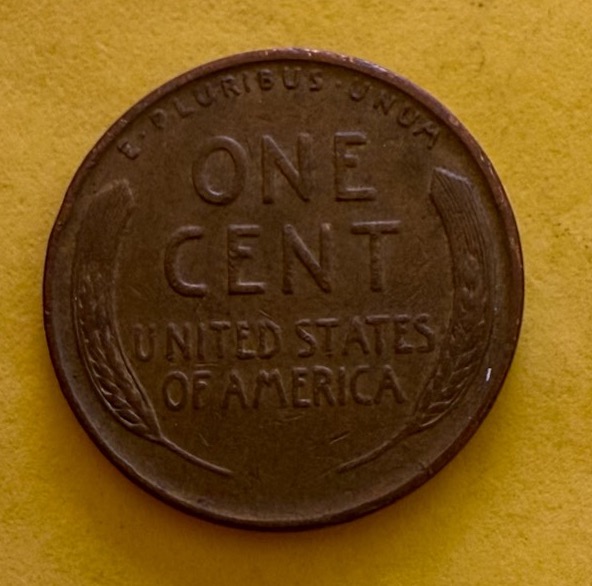 E·PLURIBUS·UNUM
ONE
CENT
UNITED STATES
OF AMERICA